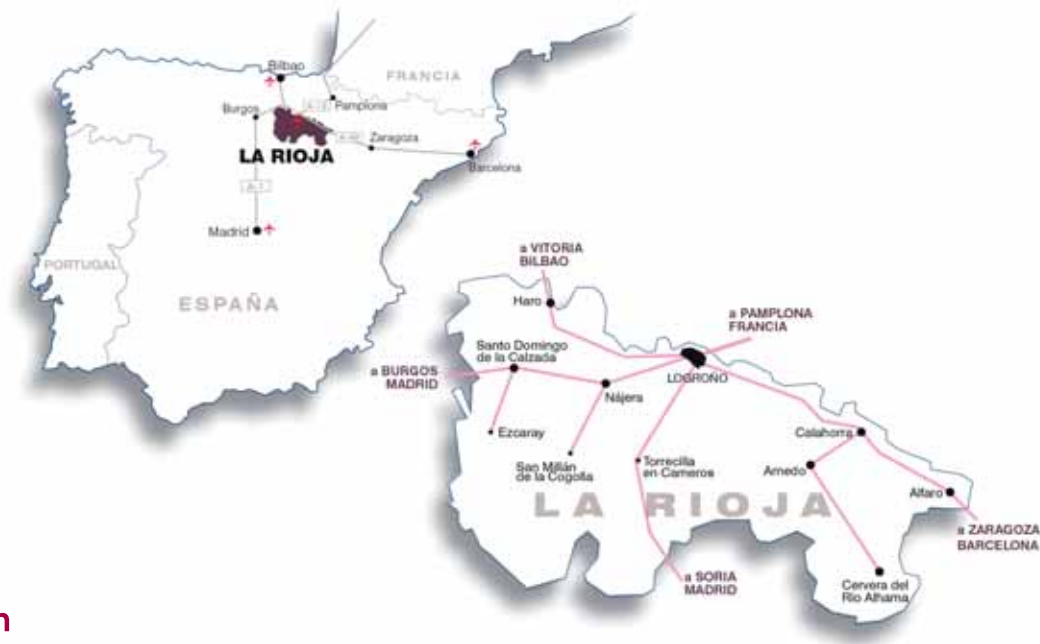 Bilbao
FRANCIA
Burgos
Pamplona
Zaragoza
LA RIOJA
Barcelona
A-1
Madrid
PORTUGAL
ESPAÑA
a VITORIA
BILBAO
Haro
a PAMPLONA
FRANCIA
Santo Domingo
de la Calzada
a BURGOS
MADRID
LOGROÑO
Nájera
Ezcaray
Calahorra
San Millán
de la Cogolla
Torrecilla
en Cameros
Arnedo
Alfaro
LA RIOJA
a ZARAGOZA
BARCELONA
a SORIA
MADRID
Cervera del
Río Alhama
n